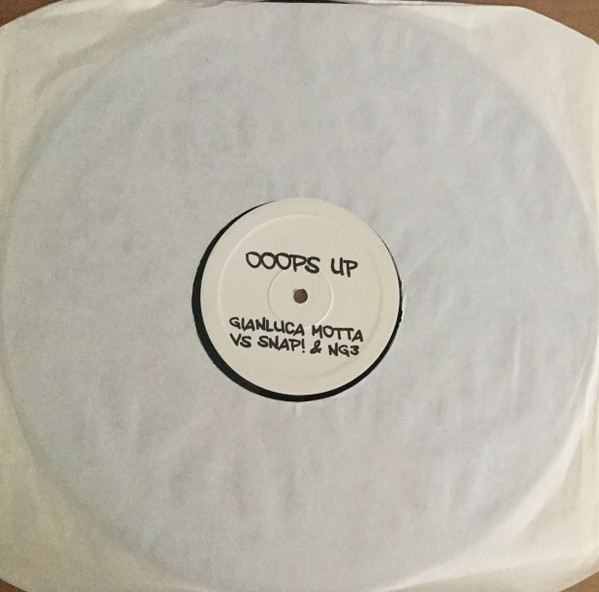 OOOPS UP
GIANLUCA MOTTA
VS SNAP! & NG3